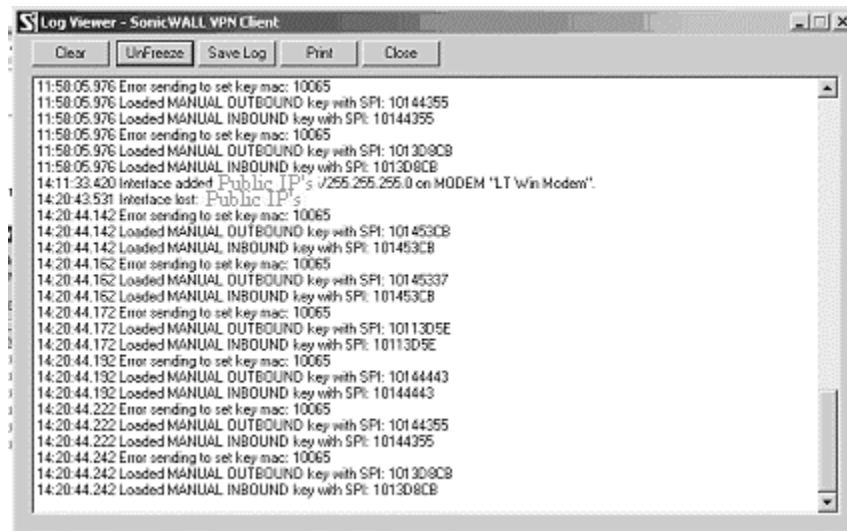 Log Viewer - SonicWALL VPN Client
Clear UnFreeze Save Log Print Close
11:58:05.976 Error sending to set key mac: 10065
11:58:05.976 Loaded MANUAL OUTBOUND key with SPI: 10144355
11:58:05.976 Loaded MANUAL INBOUND key with SPI: 10144355
11:58:05.976 Error sending to set key mac: 10065
11:58:05.976 Loaded MANUAL OUTBOUND key with SPI: 1013D8CB
11:58:05.976 Loaded MANUAL INBOUND key with SPI: 1013D8CB
14:11:33.420 Interface added: Public IP's /255.255.255.0 on MODEM "LT Win Modem".
14:20:43.531 Interface lost: Public IP's
14:20:44.142 Error sending to set key mac: 10065
14:20:44.142 Loaded MANUAL OUTBOUND key with SPI: 101453CB
14:20:44.142 Loaded MANUAL INBOUND key with SPI: 101453CB
14:20:44.162 Error sending to set key mac: 10065
14:20:44.162 Loaded MANUAL OUTBOUND key with SPI: 10145337
14:20:44.162 Loaded MANUAL INBOUND key with SPI: 101453CB
14:20:44.172 Error sending to set key mac: 10065
14:20:44.172 Loaded MANUAL OUTBOUND key with SPI: 10113D5E
14:20:44.172 Loaded MANUAL INBOUND key with SPI: 10113D5E
14:20:44.192 Error sending to set key mac: 10065
14:20:44.192 Loaded MANUAL OUTBOUND key with SPI: 10144443
14:20:44.192 Loaded MANUAL INBOUND key with SPI: 10144443
14:20:44.222 Error sending to set key mac: 10065
14:20:44.222 Loaded MANUAL OUTBOUND key with SPI: 10144355
14:20:44.222 Loaded MANUAL INBOUND key with SPI: 10144355
14:20:44.242 Error sending to set key mac: 10065
14:20:44.242 Loaded MANUAL OUTBOUND key with SPI: 1013D8CB
14:20:44.242 Loaded MANUAL INBOUND key with SPI: 1013D8CB